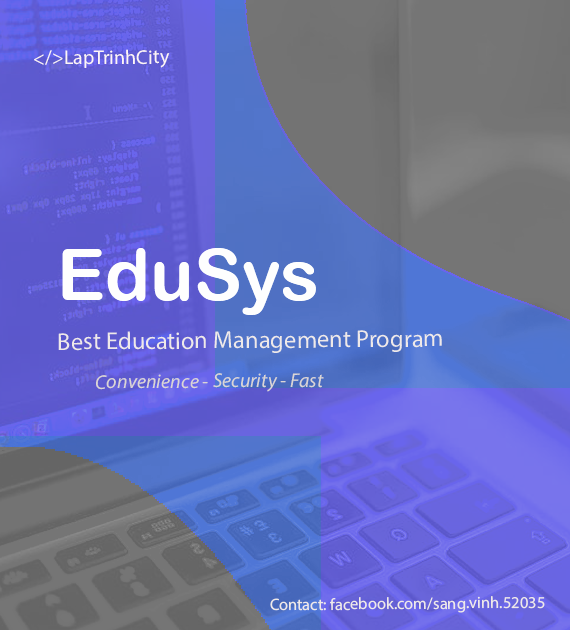 </>LapTrinhCity
EduSys
Best Education Management Program
Convenience - Security - Fast
Contact: facebook.com/sang.vinh.52035